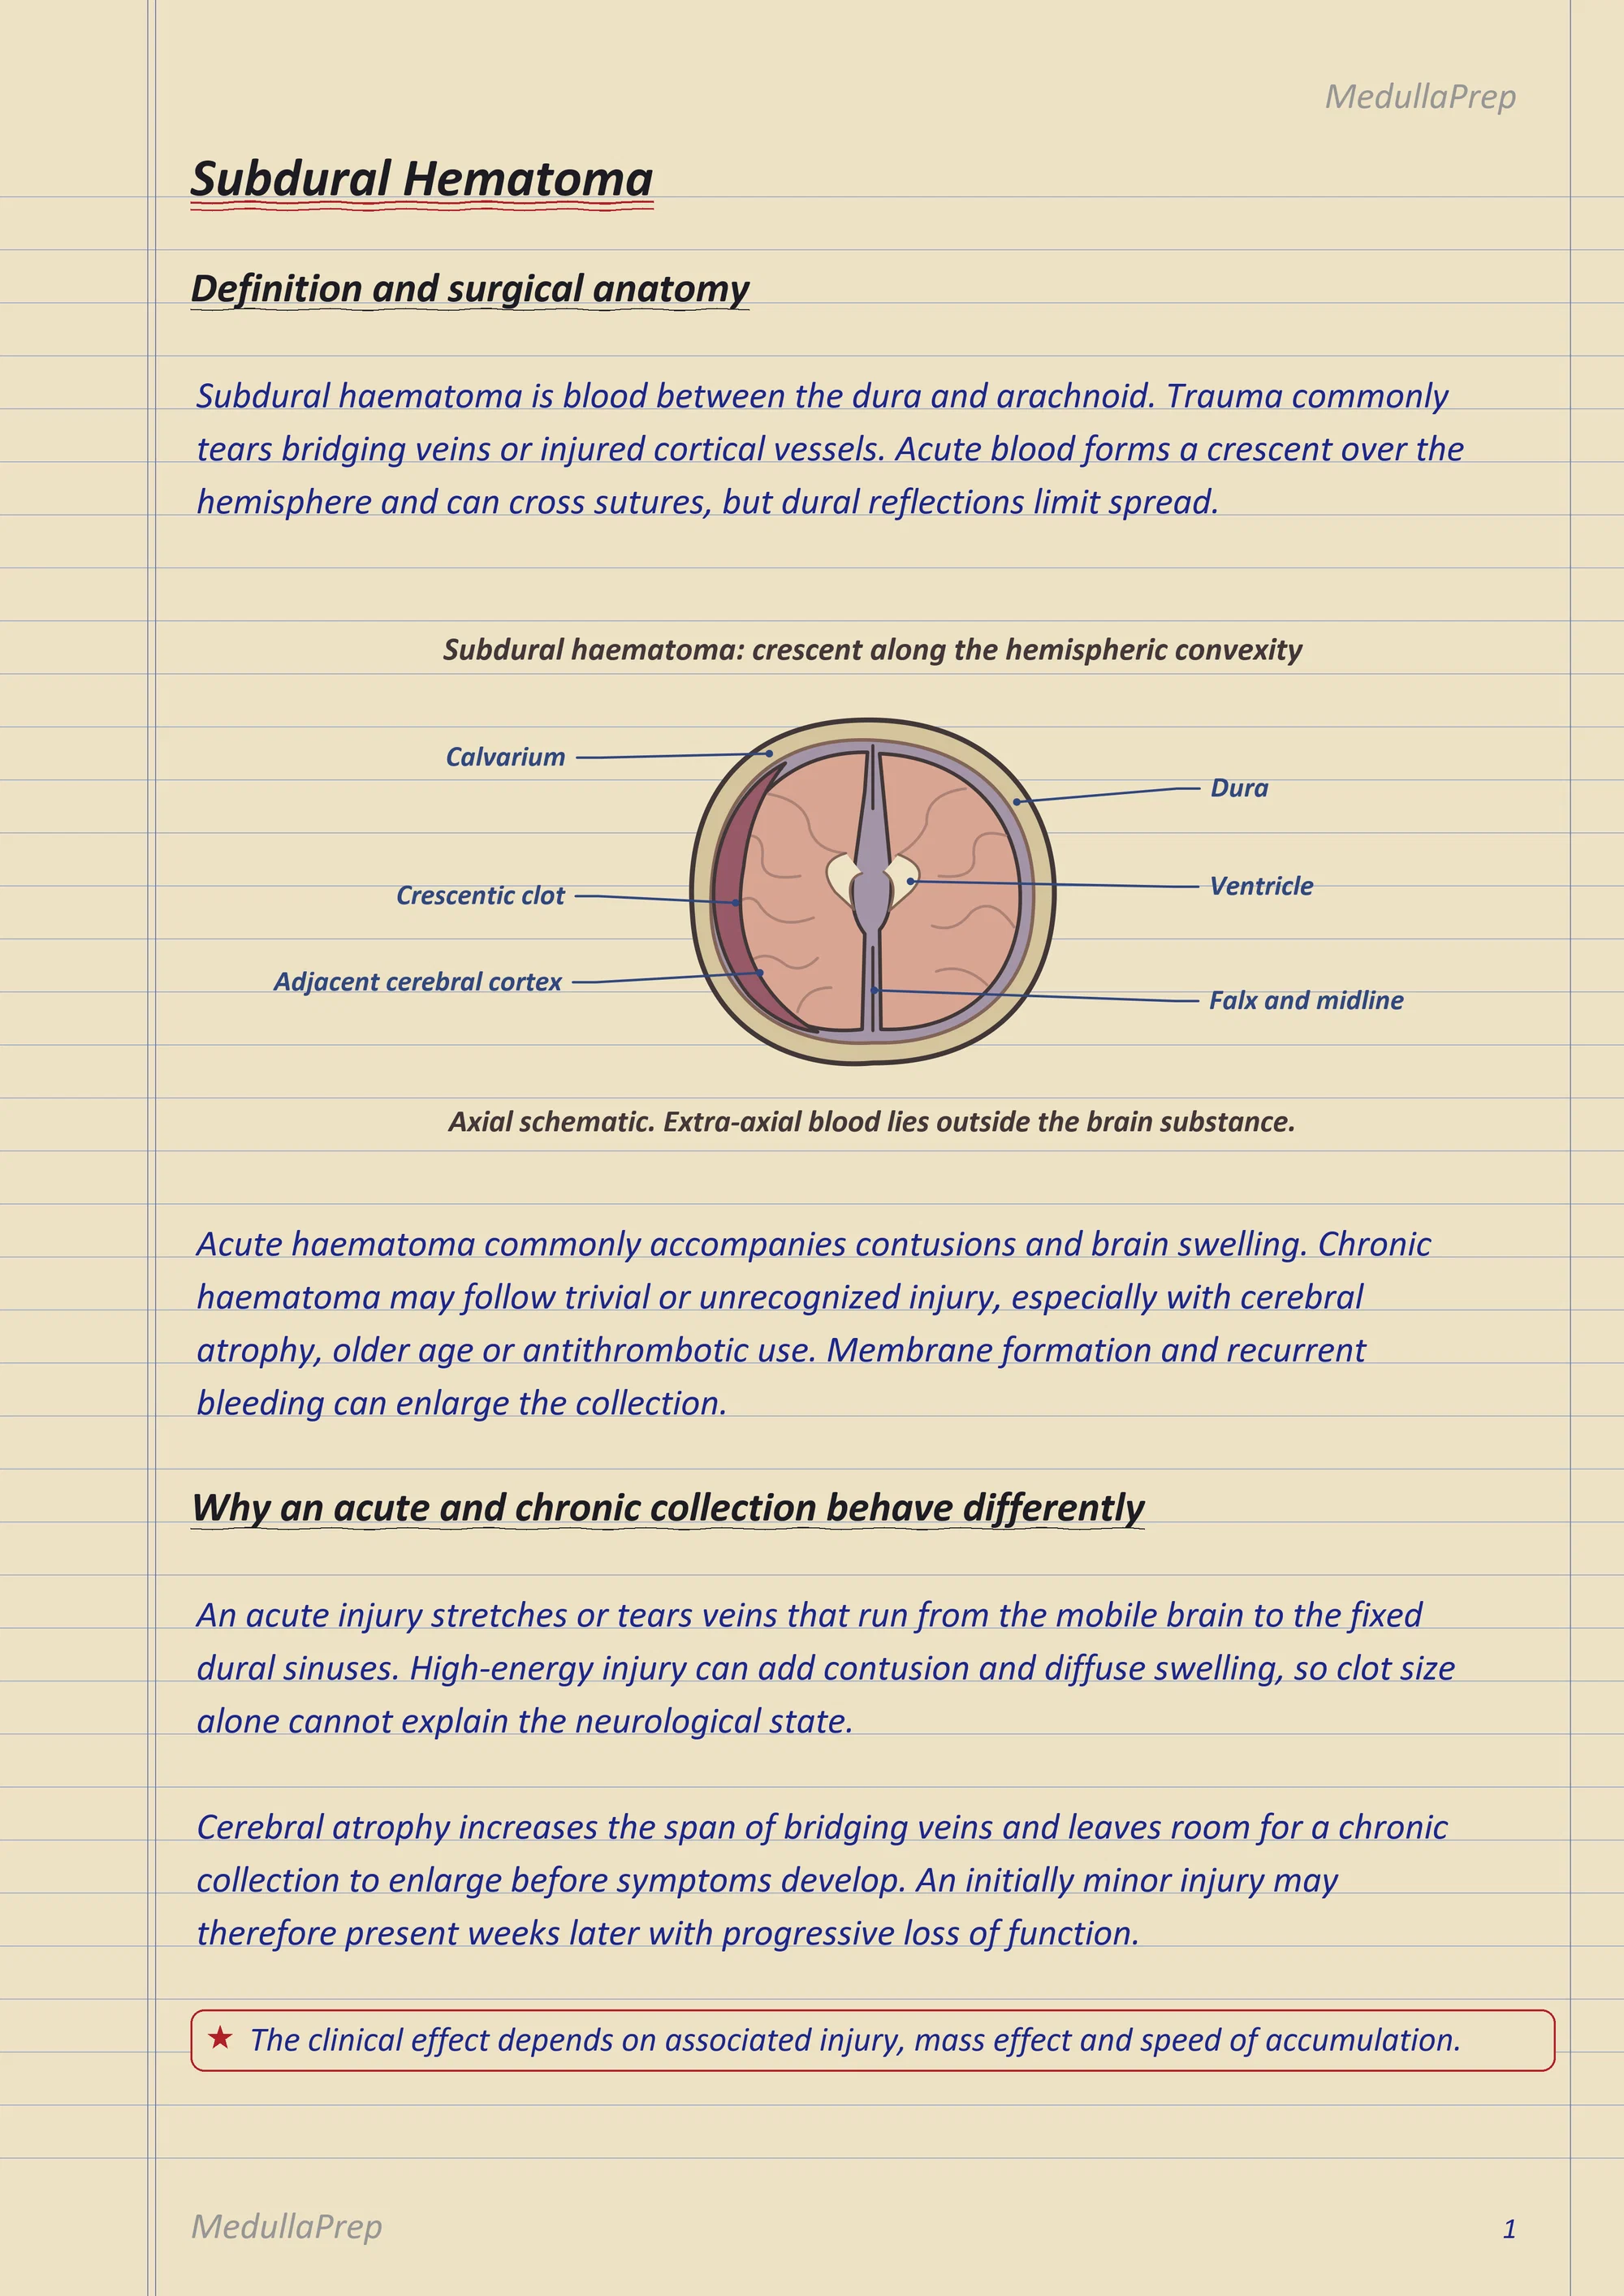 MedullaPrep
Subdural Hematoma
Definition and surgical anatomy
Subdural haematoma is blood between the dura and arachnoid. Trauma commonly
tears bridging veins or injured cortical vessels. Acute blood forms a crescent over the
hemisphere and can cross sutures, but dural reflections limit spread.
Subdural haematoma: crescent along the hemispheric convexity
Calvarium
Dura
Ventricle
Crescentic clot
Adjacent cerebral cortex
Falx and midline
Axial schematic. Extra-axial blood lies outside the brain substance.
Acute haematoma commonly accompanies contusions and brain swelling. Chronic
haematoma may follow trivial or unrecognized injury, especially with cerebral
atrophy, older age or antithrombotic use. Membrane formation and recurrent
bleeding can enlarge the collection.
Why an acute and chronic collection behave differently
An acute injury stretches or tears veins that run from the mobile brain to the fixed
dural sinuses. High-energy injury can add contusion and diffuse swelling, so clot size
alone cannot explain the neurological state.
Cerebral atrophy increases the span of bridging veins and leaves room for a chronic
collection to enlarge before symptoms develop. An initially minor injury may
therefore present weeks later with progressive loss of function.
★ The clinical effect depends on associated injury, mass effect and speed of accumulation.
MedullaPrep
1